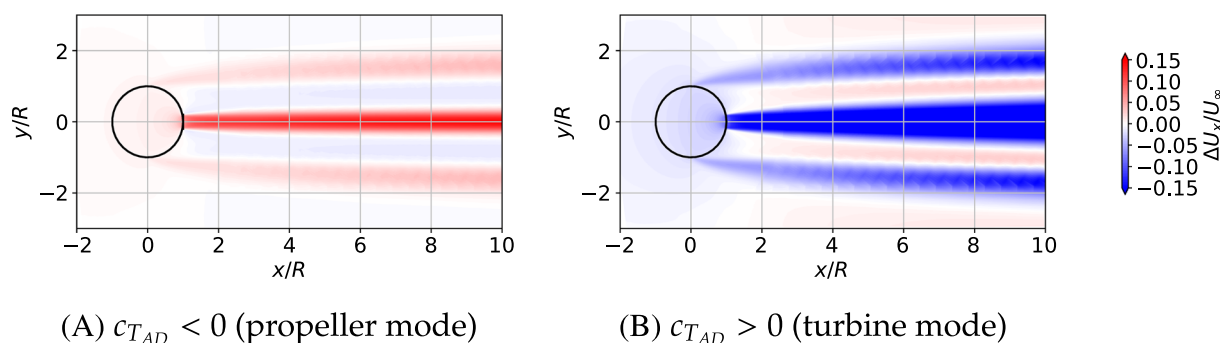 2
0
−2
y/R
−2 0 2 4 6 8 10
x/R
2
0
−2
y/R
−2 0 2 4 6 8 10
x/R
0.15
0.10
0.05
0.00
−0.05
−0.10
−0.15
ΔUₓ/U∞
(A) c_{T_{AD}} < 0 (propeller mode)
(B) c_{T_{AD}} > 0 (turbine mode)